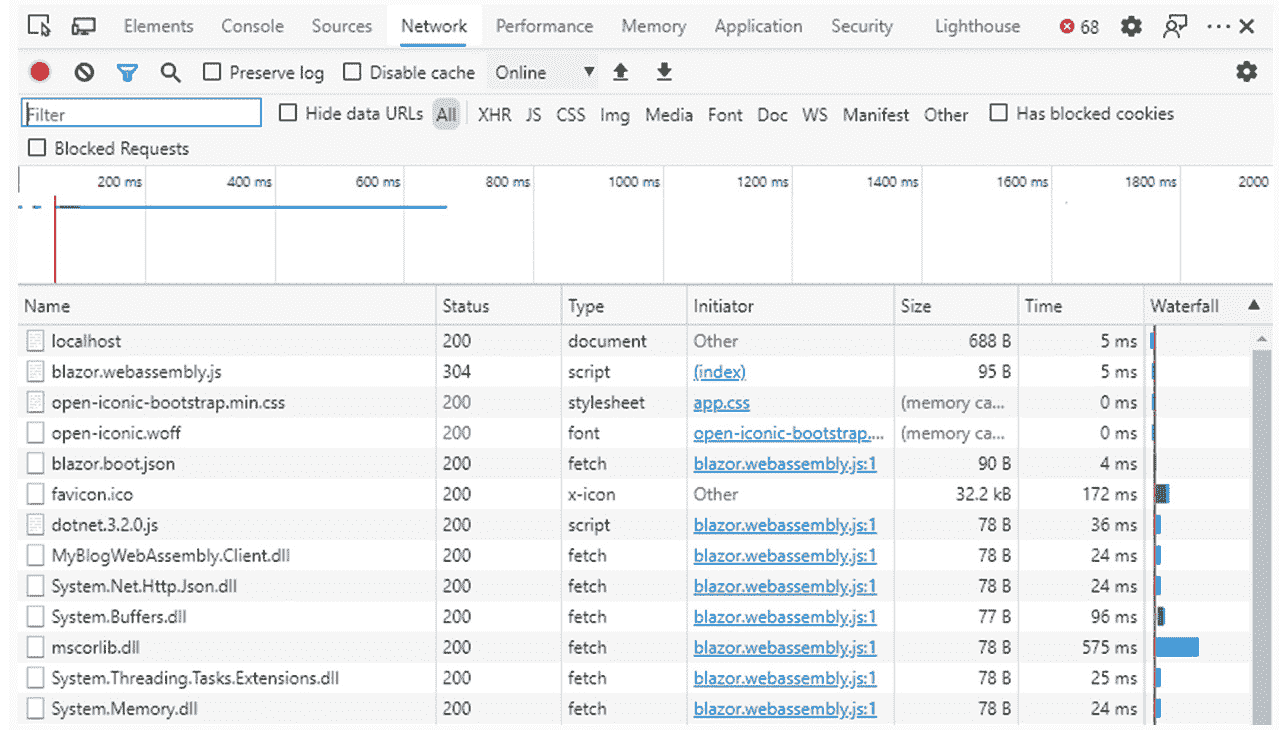 Elements Console Sources Network Performance Memory Application Security Lighthouse 68
Preserve log Disable cache Online
Filter Hide data URLs All XHR JS CSS Img Media Font Doc WS Manifest Other Has blocked cookies
Blocked Requests
200 ms 400 ms 600 ms 800 ms 1000 ms 1200 ms 1400 ms 1600 ms 1800 ms 2000
Name Status Type Initiator Size Time Waterfall
localhost 200 document Other 688 B 5 ms
blazor.webassembly.js 304 script (index) 95 B 5 ms
open-iconic-bootstrap.min.css 200 stylesheet app.css (memory ca... 0 ms
open-iconic.woff 200 font open-iconic-bootstrap.... (memory ca... 0 ms
blazor.boot.json 200 fetch blazor.webassembly.js:1 90 B 4 ms
favicon.ico 200 x-icon Other 32.2 kB 172 ms
dotnet.3.2.0.js 200 script blazor.webassembly.js:1 78 B 36 ms
MyBlogWebAssembly.Client.dll 200 fetch blazor.webassembly.js:1 78 B 24 ms
System.Net.Http.Json.dll 200 fetch blazor.webassembly.js:1 78 B 24 ms
System.Buffers.dll 200 fetch blazor.webassembly.js:1 77 B 96 ms
mscorlib.dll 200 fetch blazor.webassembly.js:1 78 B 575 ms
System.Threading.Tasks.Extensions.dll 200 fetch blazor.webassembly.js:1 78 B 25 ms
System.Memory.dll 200 fetch blazor.webassembly.js:1 78 B 24 ms